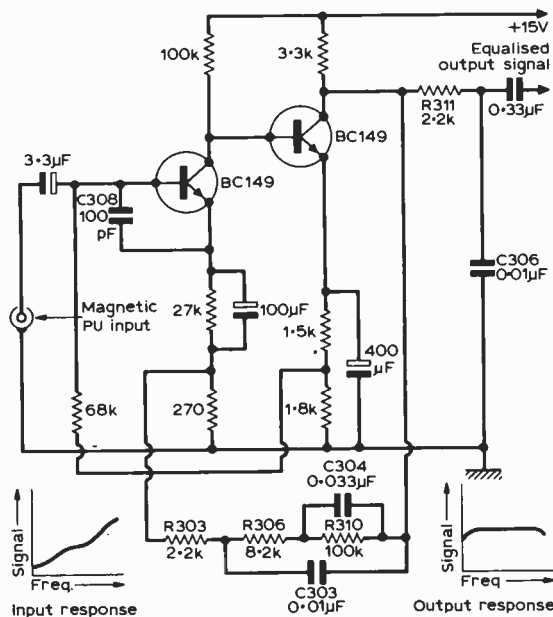 +15V
100k
3·3k
Equalised
output signal
R311
2·2k
0·33µF
BC149
BC149
3·3µF
C308
100
pF
C306
0·01µF
Magnetic
PU input
27k
100µF
1·5k
400
µF
68k
270
1·8k
C304
0·033µF
R303
2·2k
R306
8·2k
R310
100k
C303
0·01µF
Signal
Freq.
Input response
Signal
Freq
Output response